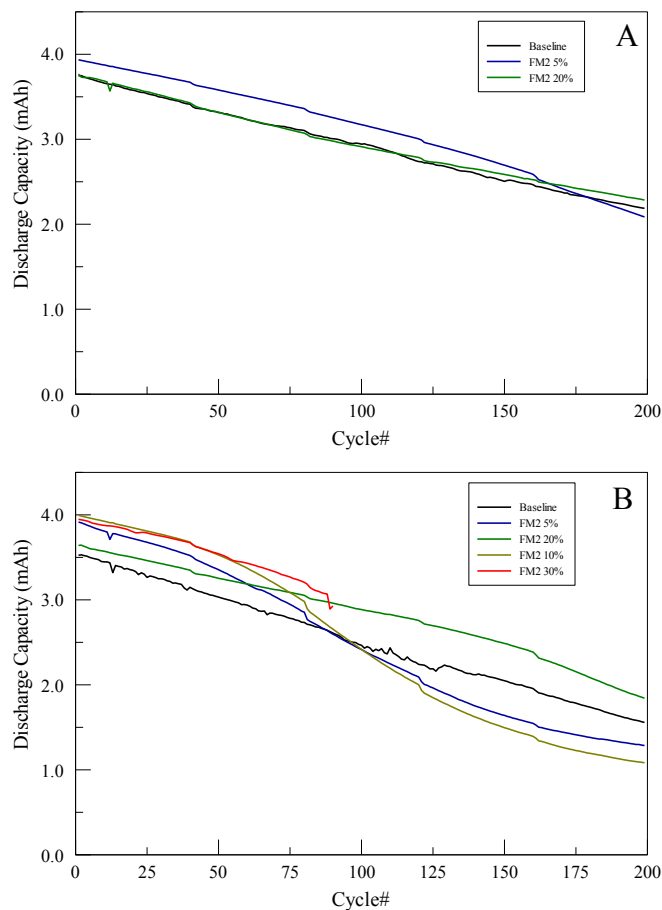 A
Baseline
FM2 5%
FM2 20%
4.0
3.0
2.0
1.0
0.0
Discharge Capacity (mAh)
0
50
100
150
200
Cycle#
B
Baseline
FM2 5%
FM2 20%
FM2 10%
FM2 30%
4.0
3.0
2.0
1.0
0.0
Discharge Capacity (mAh)
0
25
50
75
100
125
150
175
200
Cycle#